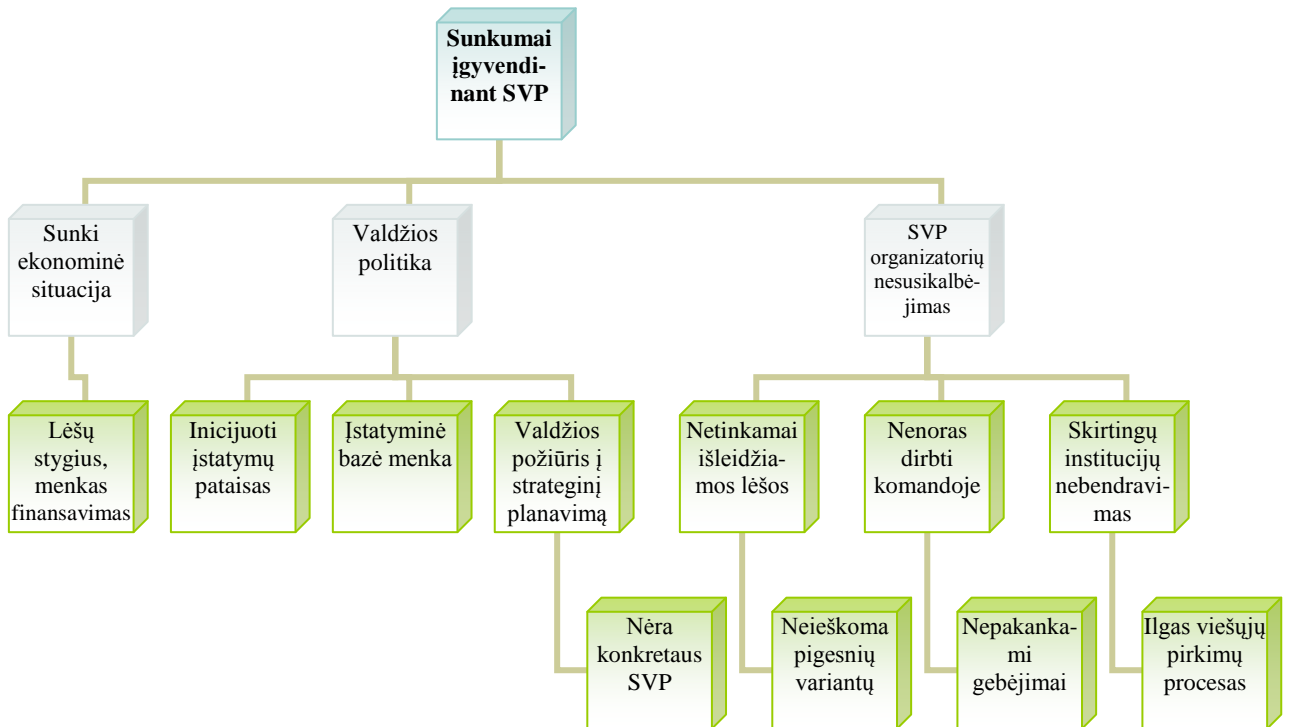 Sunkumai
įgyvendi-
nant SVP
Sunki
ekonominė
situacija
Valdžios
politika
SVP
organizatorių
nesusikalbė-
jimas
Lėšų
stygius,
menkas
finansavimas
Inicijuoti
įstatymų
pataisas
Įstatyminė
bazė menka
Valdžios
požiūris į
strateginį
planavimą
Netinkamai
išleidžia-
mos lėšos
Nenoras
dirbti
komandoje
Skirtingų
institucijų
nebendravi-
mas
Nėra
konkretaus
SVP
Neieškoma
pigesnių
variantų
Nepakanka-
mi
gebėjimai
Ilgas viešųjų
pirkimų
procesas